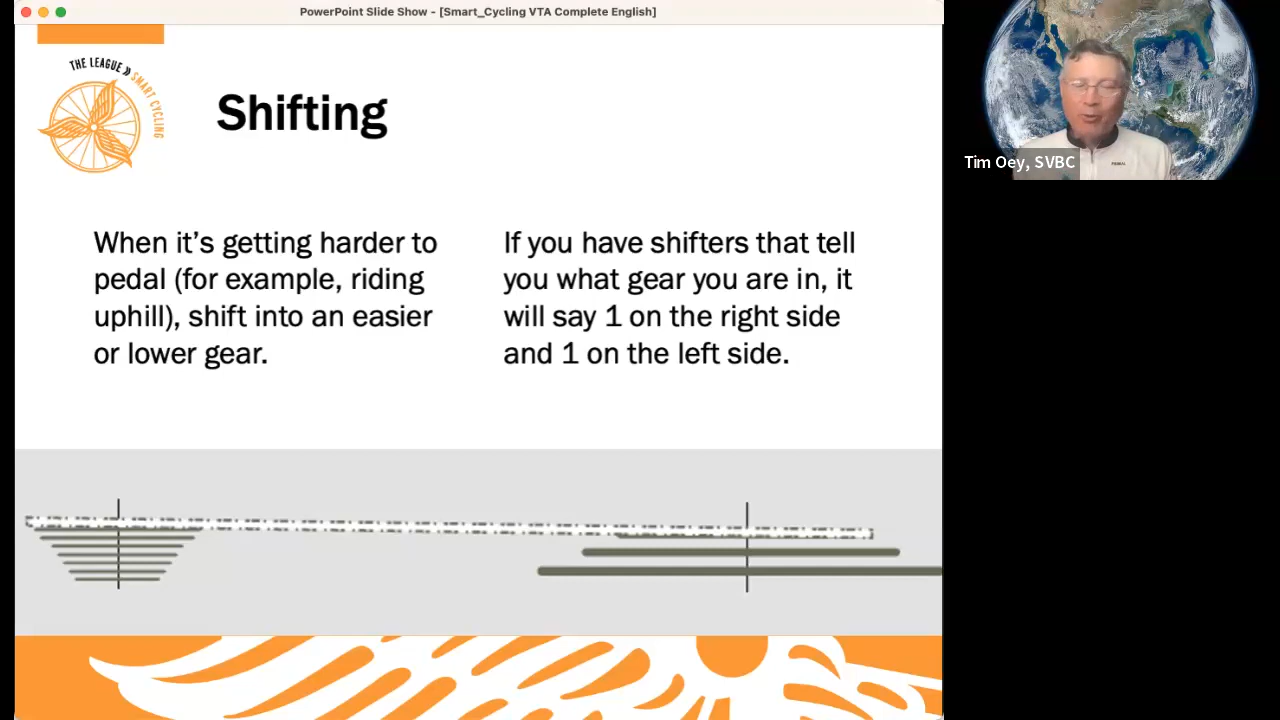 PowerPoint Slide Show - [Smart_Cycling VTA Complete English]
THE LEAGUE» SMART CYCLING
Shifting
When it’s getting harder to
pedal (for example, riding
uphill), shift into an easier
or lower gear.
If you have shifters that tell
you what gear you are in, it
will say 1 on the right side
and 1 on the left side.
Tim Oey, SVBC